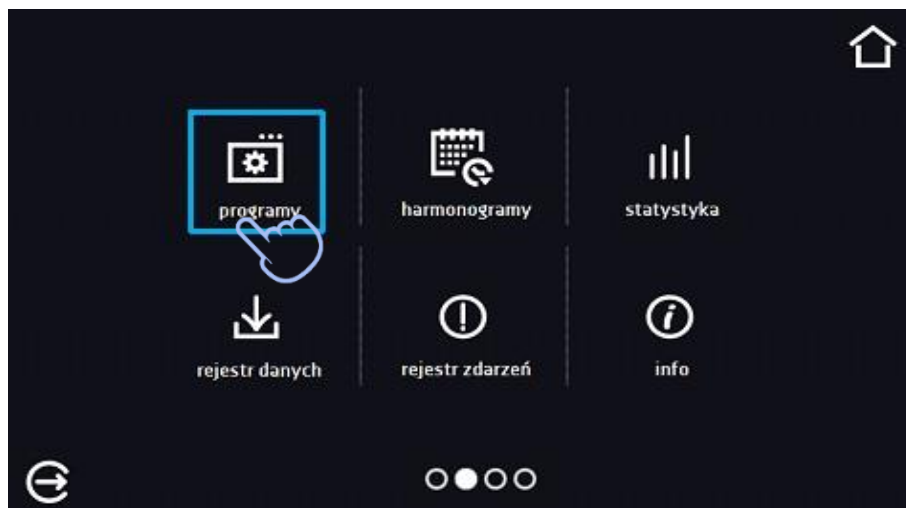 programy
harmonogramy
statystyka
rejestr danych
rejestr zdarzeń
info